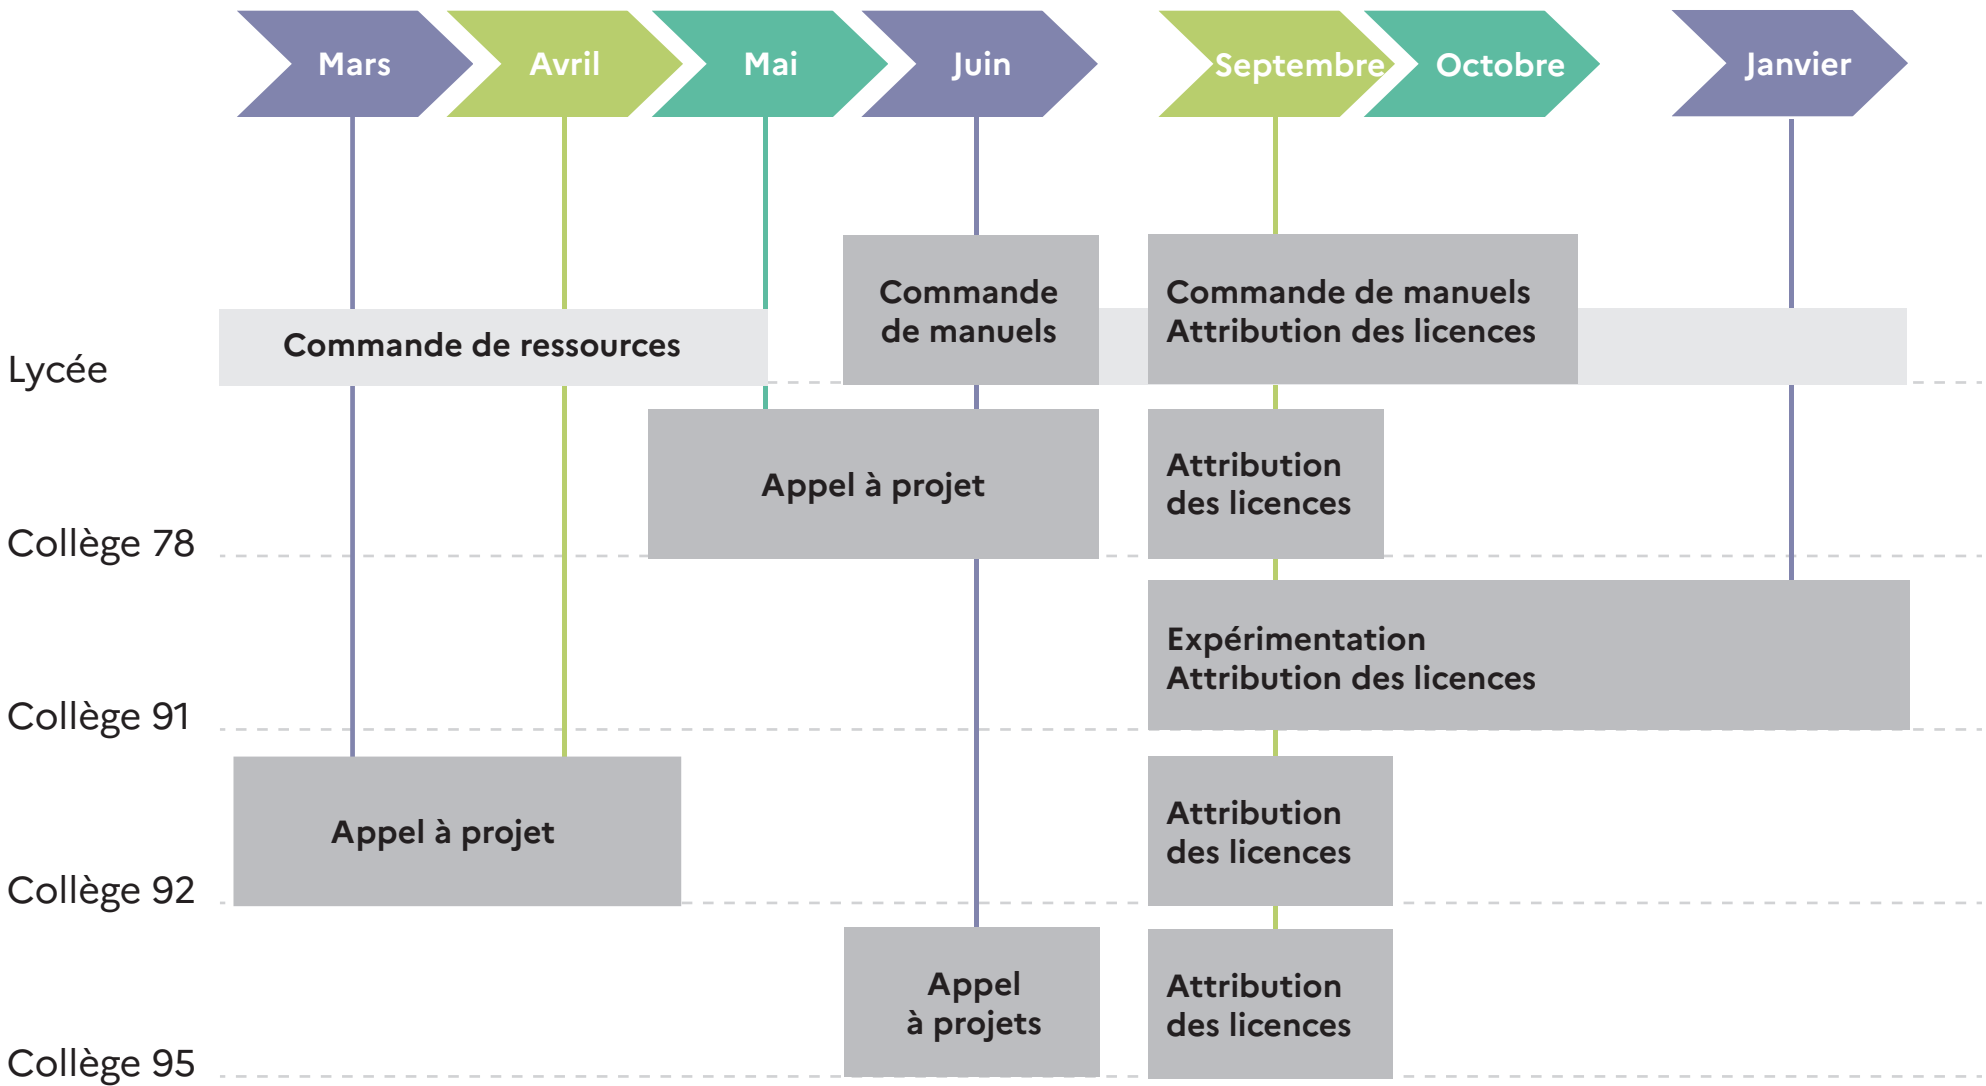 Mars
Avril
Mai
Juin
Septembre
Octobre
Janvier
Lycée
Commande de ressources
Commande
de manuels
Commande de manuels
Attribution des licences
Collège 78
Appel à projet
Attribution
des licences
Collège 91
Expérimentation
Attribution des licences
Collège 92
Appel à projet
Attribution
des licences
Collège 95
Appel
à projets
Attribution
des licences